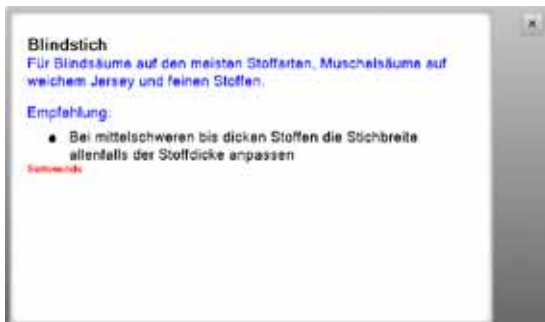 Blindstich
Für Blindsäume auf den meisten Stoffarten, Muschelsäume auf
weichem Jersey und feinen Stoffen.
Empfehlung:
• Bei mittelschweren bis dicken Stoffen die Stichbreite
allenfalls der Stoffdicke anpassen